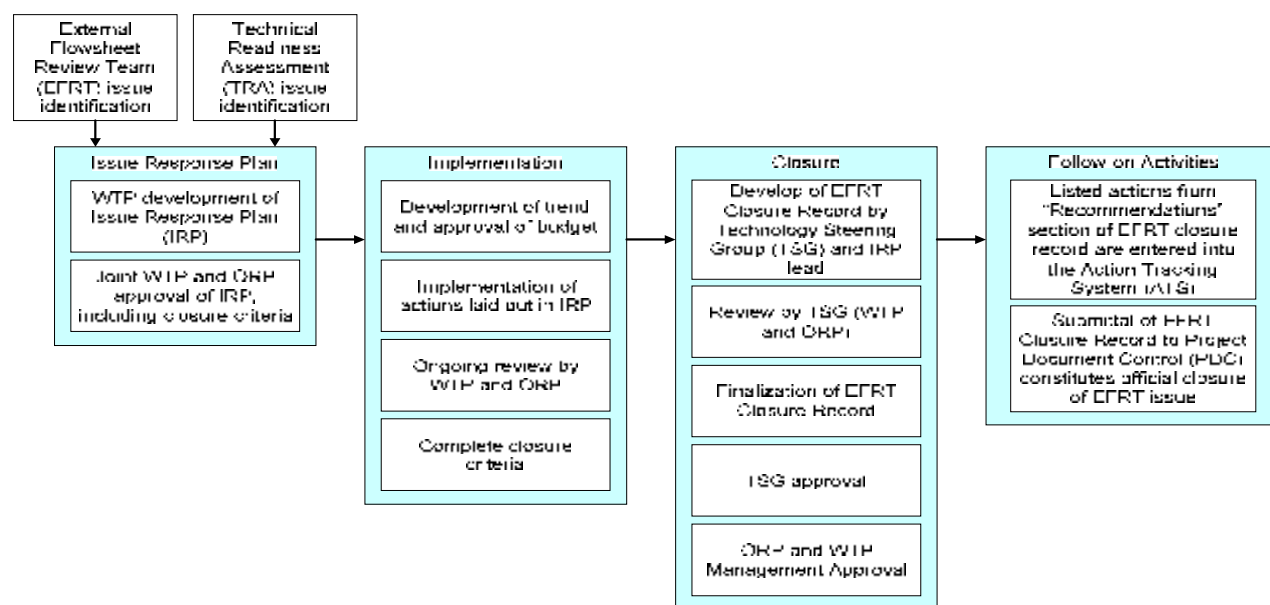 External
Flowsheet
Review Team
(EFRT) issue
identification
Technical
Readiness
Assessment
(TRA) issue
identification
Issue Response Plan
WTP development of
Issue Response Plan
(IRP)
Joint WTP and ORP
approval of IRP,
including closure criteria
Implementation
Development of trend
and approval of budget
Implementation of
actions laid out in IRP
Ongoing review by
WTP and ORP
Complete closure
criteria
Closure
Develop of EFRT
Closure Record by
Technology Steering
Group (TSG) and IRP
lead
Review by TSG (WTP
and ORP)
Finalization of EFRT
Closure Record
TSG approval
ORP and WTP
Management Approval
Follow on Activities
Listed actions from
"Recommendations"
section of EFRT closure
record are entered into
the Action Tracking
System (ATS)
Submittal of EFRT
Closure Record to Project
Document Control (PDC)
constitutes official closure
of EFRT issue